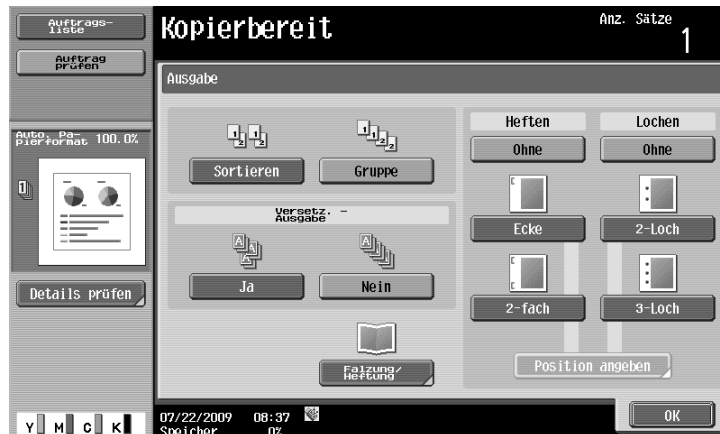 Auftrags-
liste
Auftrag
prüfen
Kopierbereit
Anz. Sätze
1
Ausgabe
Auto. Pa-
pierformat 100.0%
1
Details prüfen
Y M C K
Sortieren
Gruppe
Versetz. -
Ausgabe
Ja
Nein
Falzung/
Heftung
Heften
Lochen
Ohne
Ohne
Ecke
2-Loch
2-fach
3-Loch
Position angeben
07/22/2009 08:37
Speicher 0%
OK